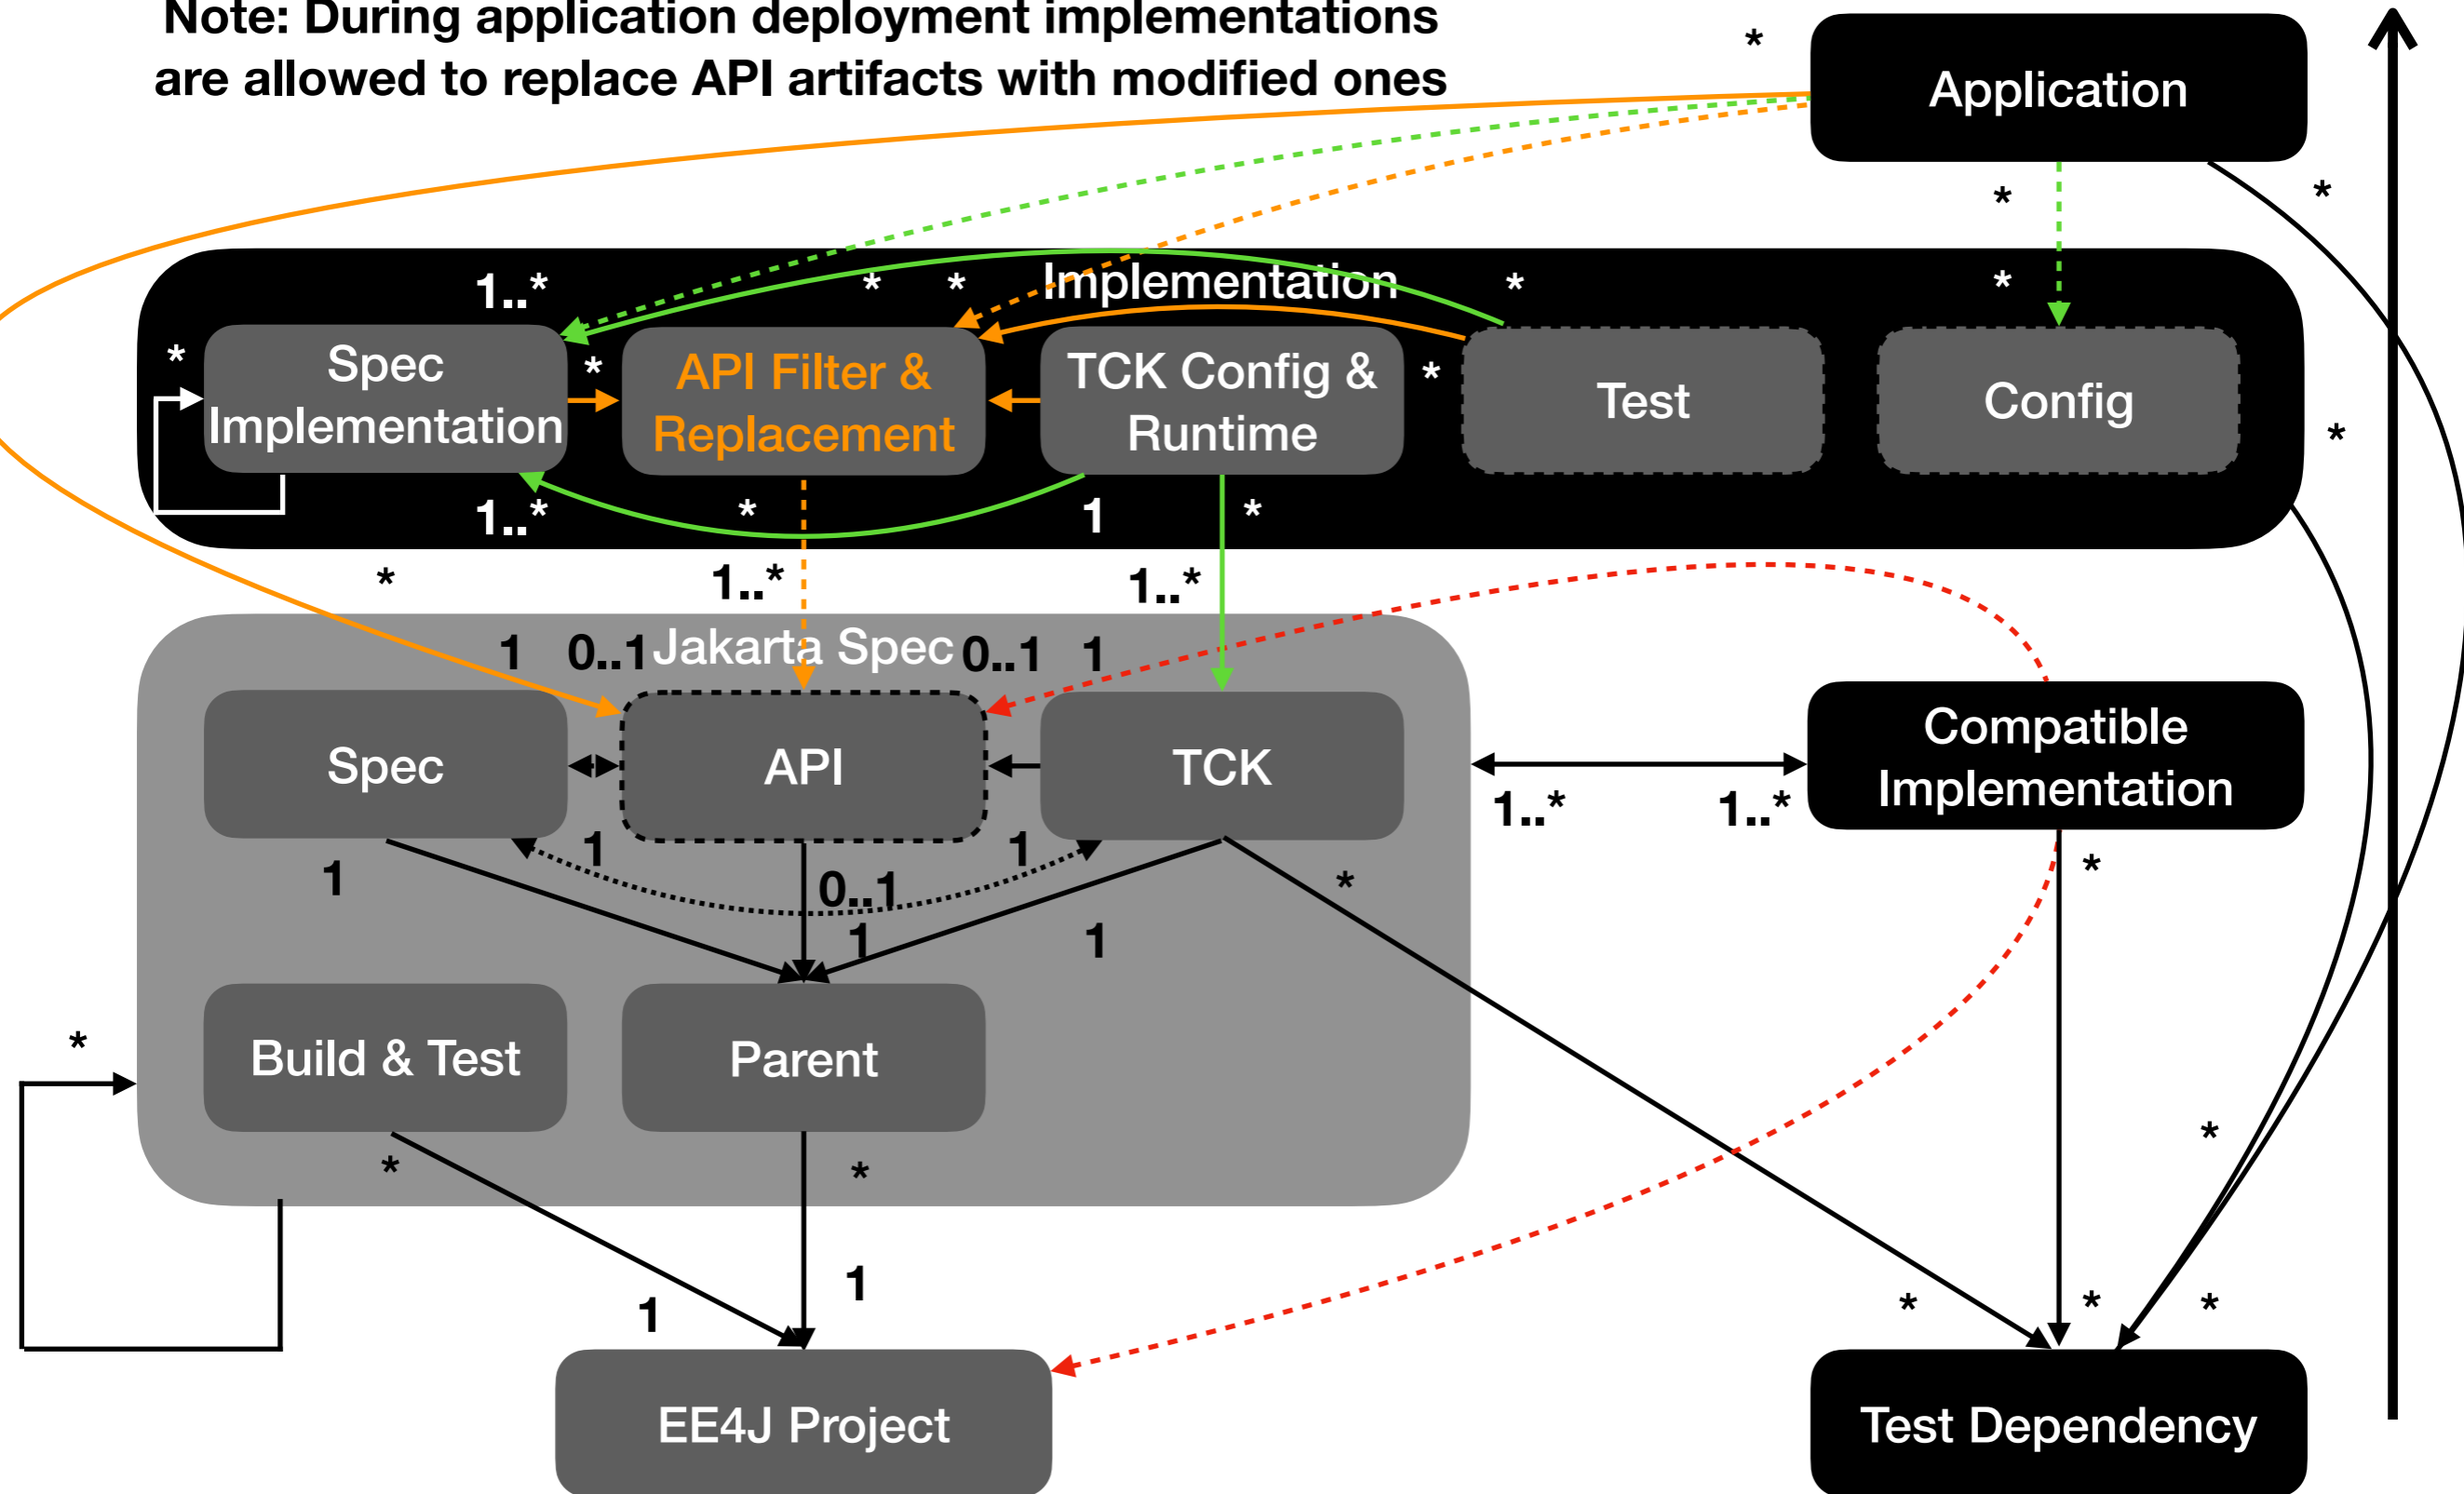 Note: During application deployment implementations
are allowed to replace API artifacts with modified ones
*
Application
*
*
1..*
*
*
Implementation
*
*
*
Spec
Implementation
*
API Filter &
Replacement
TCK Config &
Runtime
*
Test
Config
*
1..*
*
1
*
*
1..*
1..*
1
0..1
Jakarta Spec
0..1
1
Spec
API
TCK
Compatible
Implementation
1..*
1..*
1
1
0..1
1
*
*
1
1
*
Build & Test
Parent
*
*
*
1
1
*
*
*
EE4J Project
Test Dependency